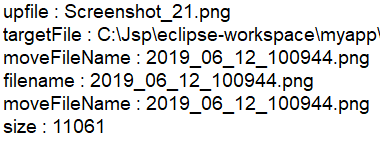 upfile : Screenshot_21.png
targetFile : C:\Jsp\eclipse-workspace\myapp\
moveFileName : 2019_06_12_100944.png
filename : 2019_06_12_100944.png
moveFileName : 2019_06_12_100944.png
size : 11061